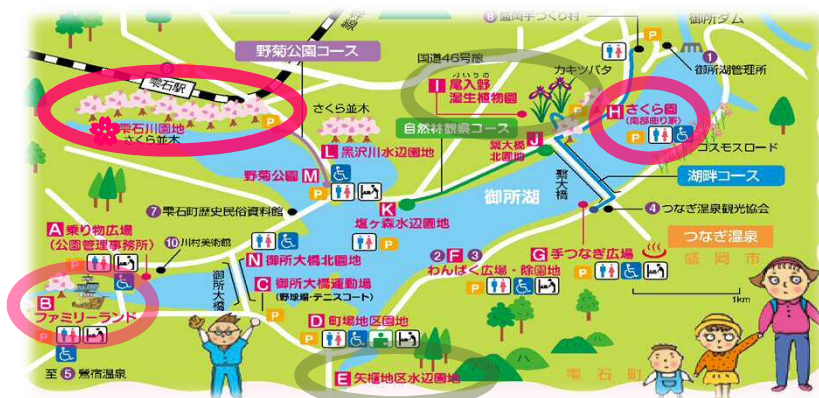 幹線
8 盛岡手づくり村
御所ダム
野菊公園コース
国道46号線
雫石駅
P
カキツバタ
1
御所湖管理所
I 尾入野
湿生植物園
さくら並木
雫石川園地
さくら並木
H さくら園
(南部曲り家)
P
自然林観察コース
コスモスロード
L 黒沢川水辺園地
J
繋大橋
北園地
野菊公園 M
P
御所湖
繋大橋
湖畔コース
K
塩ヶ森水辺園地
P
7 雫石町歴史民俗資料館
4 つなぎ温泉観光協会
A 乗り物広場
(公園管理事務所)
P
10 川村美術館
N 御所大橋北園地
2 F 3
わんぱく広場・除園地
P
G 手つなぎ広場
P
つなぎ温泉
盛岡市
B
ファミリーランド
P
御所大橋
C 御所大橋運動場
(野球場・テニスコート)
P
1km
D 町場地区園地
P
E 矢櫃地区水辺園地
雫石町
至 5 鶯宿温泉